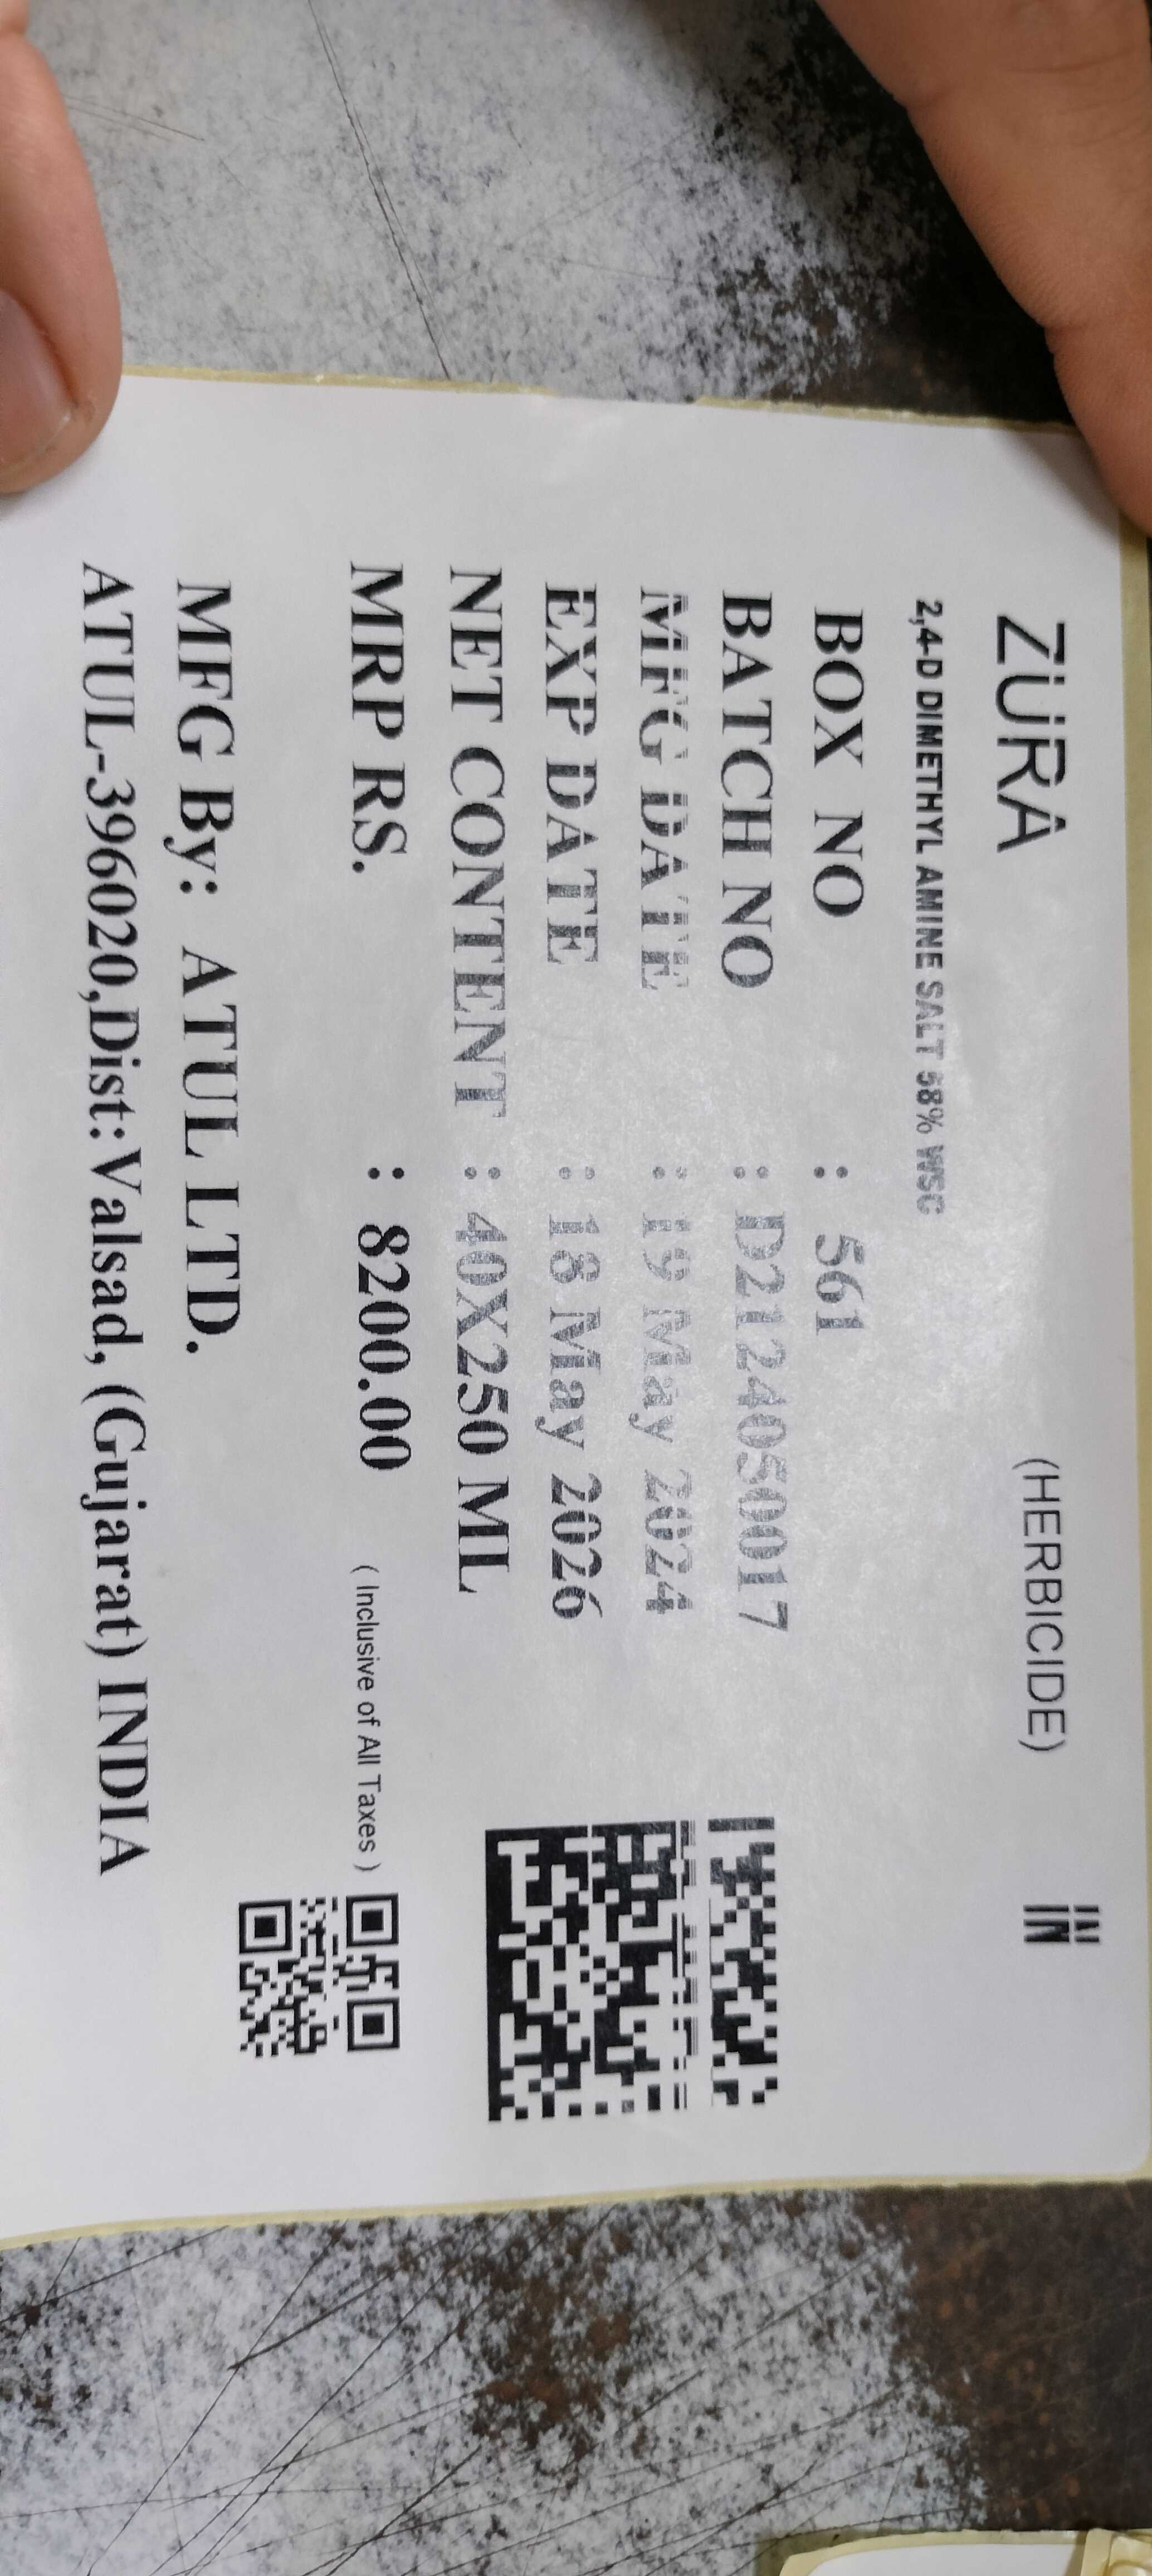 ZURA (HERBICIDE) IN IN
2,4-D DIMETHYL AMINE SALT 58% WSC
BOX NO : 561
BATCH NO : D2124050017
MFG DATE : 19 May 2024
EXP DATE : 18 May 2026
NET CONTENT : 40X250 ML
MRP RS. : 8200.00 ( Inclusive of All Taxes )
MFG By: ATUL LTD.
ATUL-396020,Dist:Valsad, (Gujarat) INDIA